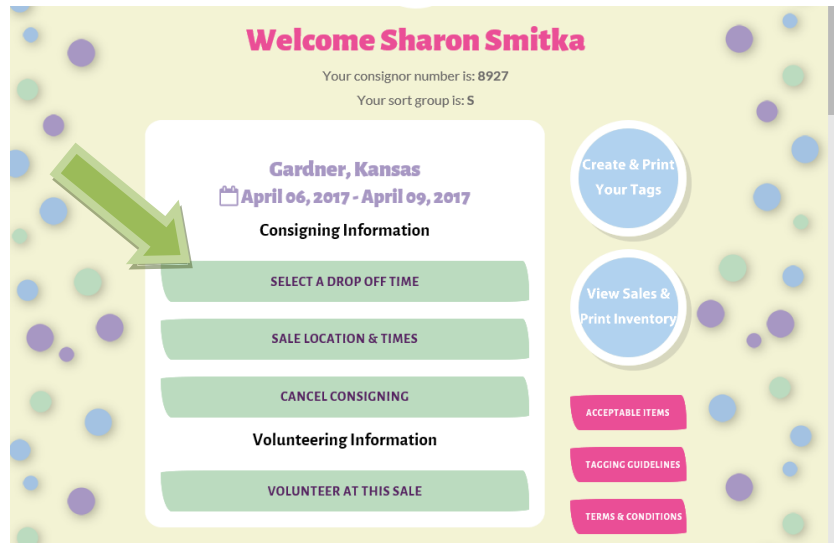 Welcome Sharon Smitka
Your consignor number is: 8927
Your sort group is: S
Gardner, Kansas
April 06, 2017 - April 09, 2017
Consigning Information
SELECT A DROP OFF TIME
SALE LOCATION & TIMES
CANCEL CONSIGNING
Volunteering Information
VOLUNTEER AT THIS SALE
Create & Print
Your Tags
View Sales &
Print Inventory
ACCEPTABLE ITEMS
TAGGING GUIDELINES
TERMS & CONDITIONS